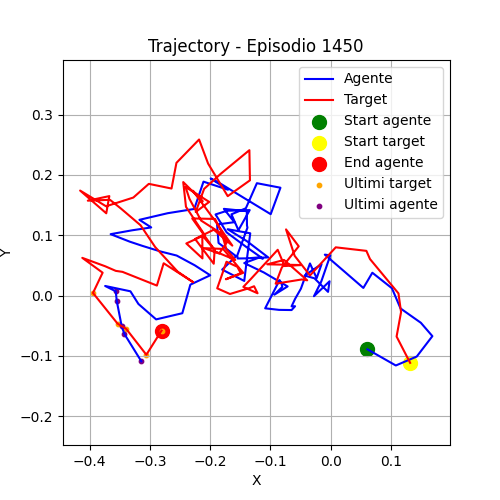 Trajectory - Episodio 1450
Agente
Target
Start agente
Start target
End agente
Ultimi target
Ultimi agente
Y
0.3
0.2
0.1
0.0
−0.1
−0.2
−0.4
−0.3
−0.2
−0.1
0.0
0.1
X